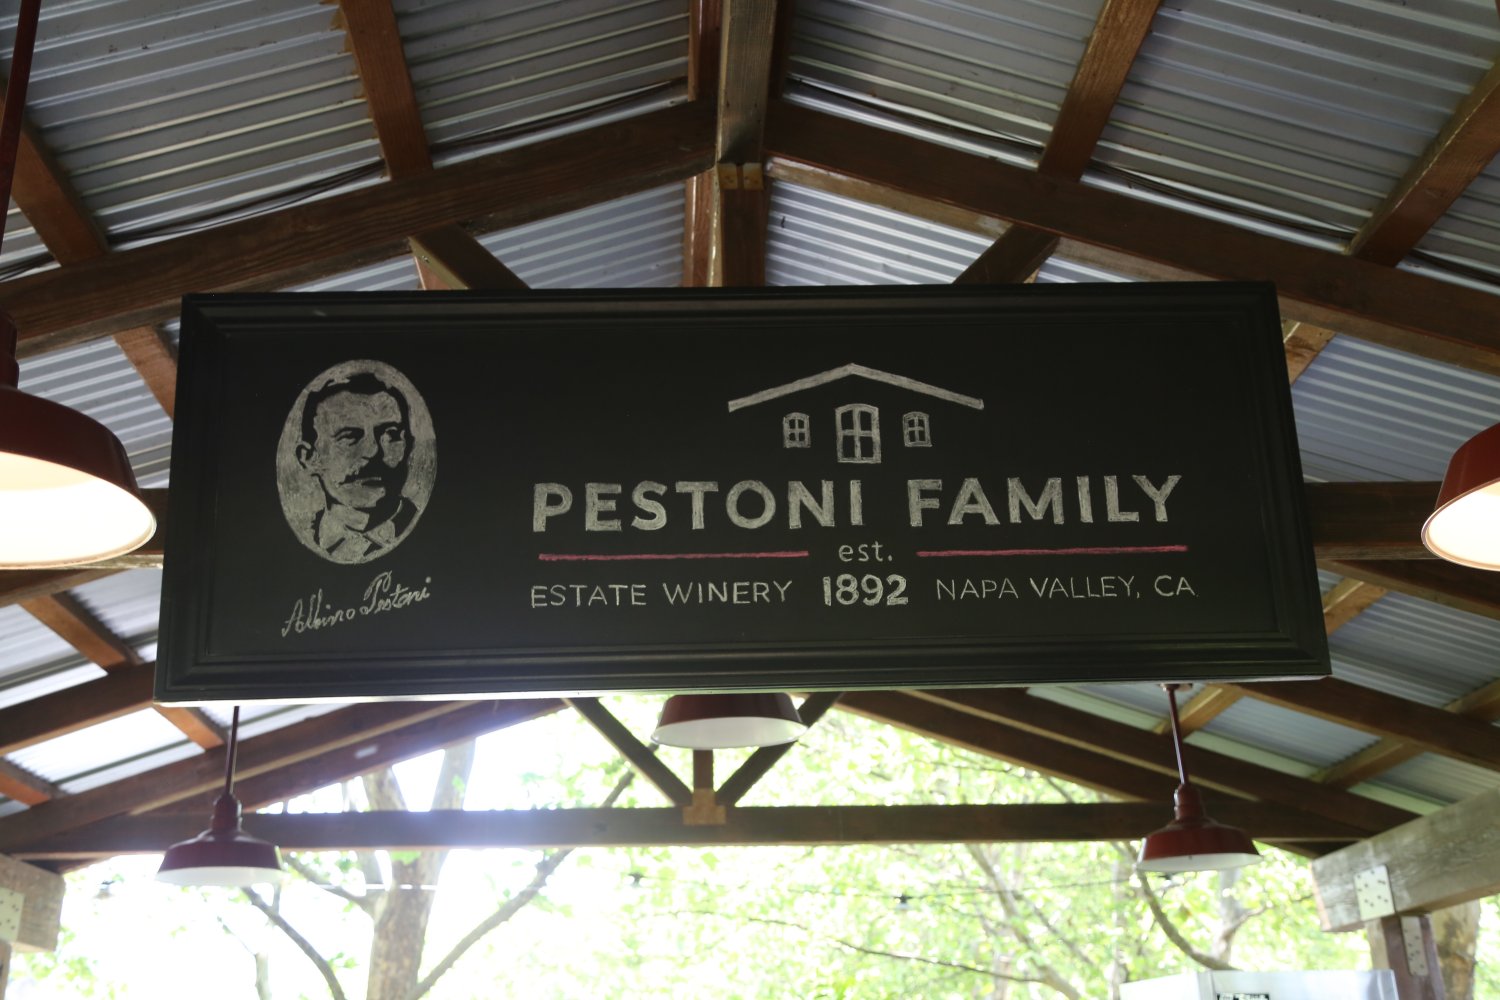 Albino Pestoni
PESTONI FAMILY
est.
ESTATE WINERY 1892 NAPA VALLEY, CA